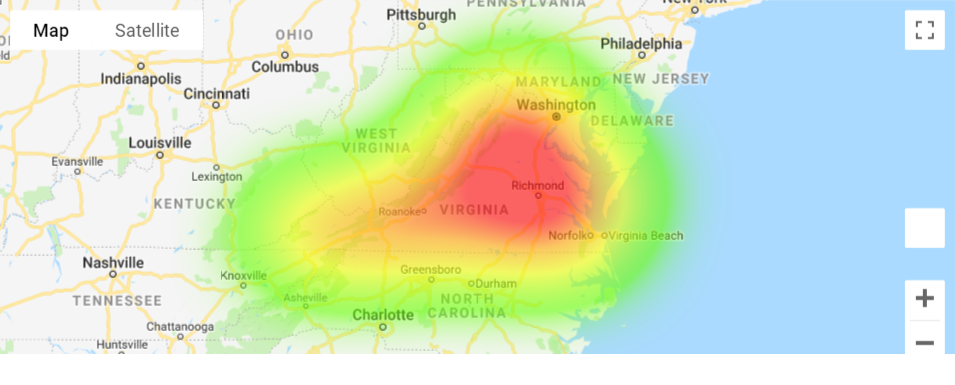 PENNSYLVANIA
New York
Pittsburgh
Map
Satellite
OHIO
Philadelphia
Columbus
Indianapolis
MARYLAND
NEW JERSEY
Cincinnati
Washington
DELAWARE
WEST
VIRGINIA
Louisville
Evansville
Lexington
Richmond
KENTUCKY
Roanoke
VIRGINIA
Norfolk
Virginia Beach
Nashville
Knoxville
Greensboro
Durham
TENNESSEE
Asheville
NORTH
CAROLINA
Charlotte
Chattanooga
Huntsville